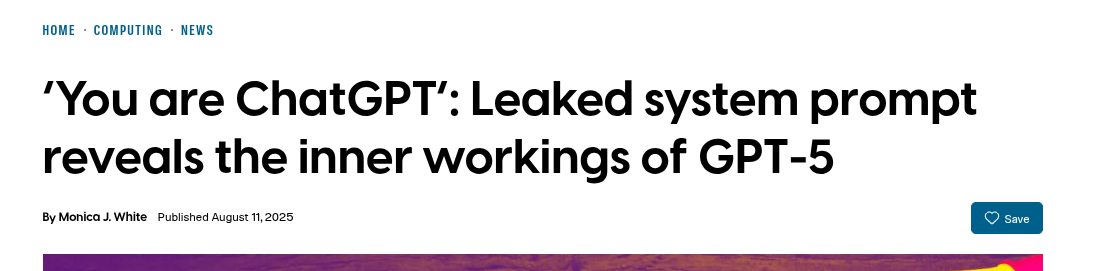 HOME · COMPUTING · NEWS
‘You are ChatGPT’: Leaked system prompt
reveals the inner workings of GPT-5
By Monica J. White Published August 11, 2025
Save